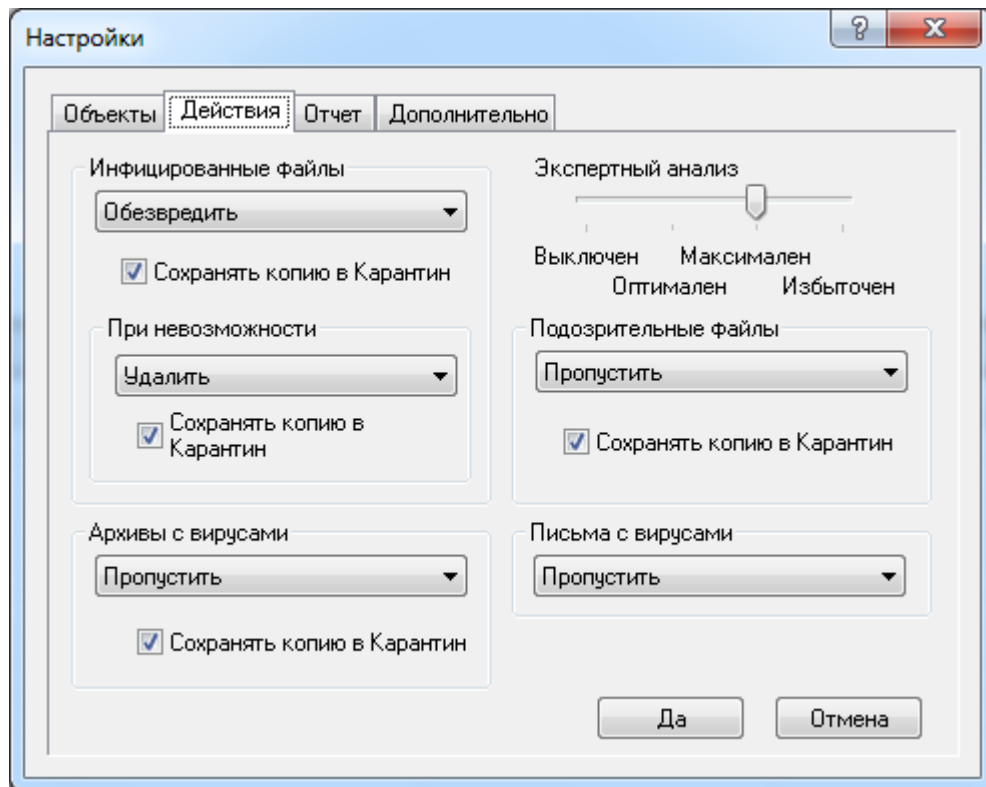 Настройки
Объекты Действия Отчет Дополнительно
Инфицированные файлы
Обезвредить
Сохранять копию в Карантин
При невозможности
Удалить
Сохранять копию в
Карантин
Экспертный анализ
Выключен Максимален
Оптимален Избыточен
Подозрительные файлы
Пропустить
Сохранять копию в Карантин
Архивы с вирусами
Пропустить
Сохранять копию в Карантин
Письма с вирусами
Пропустить
Да Отмена